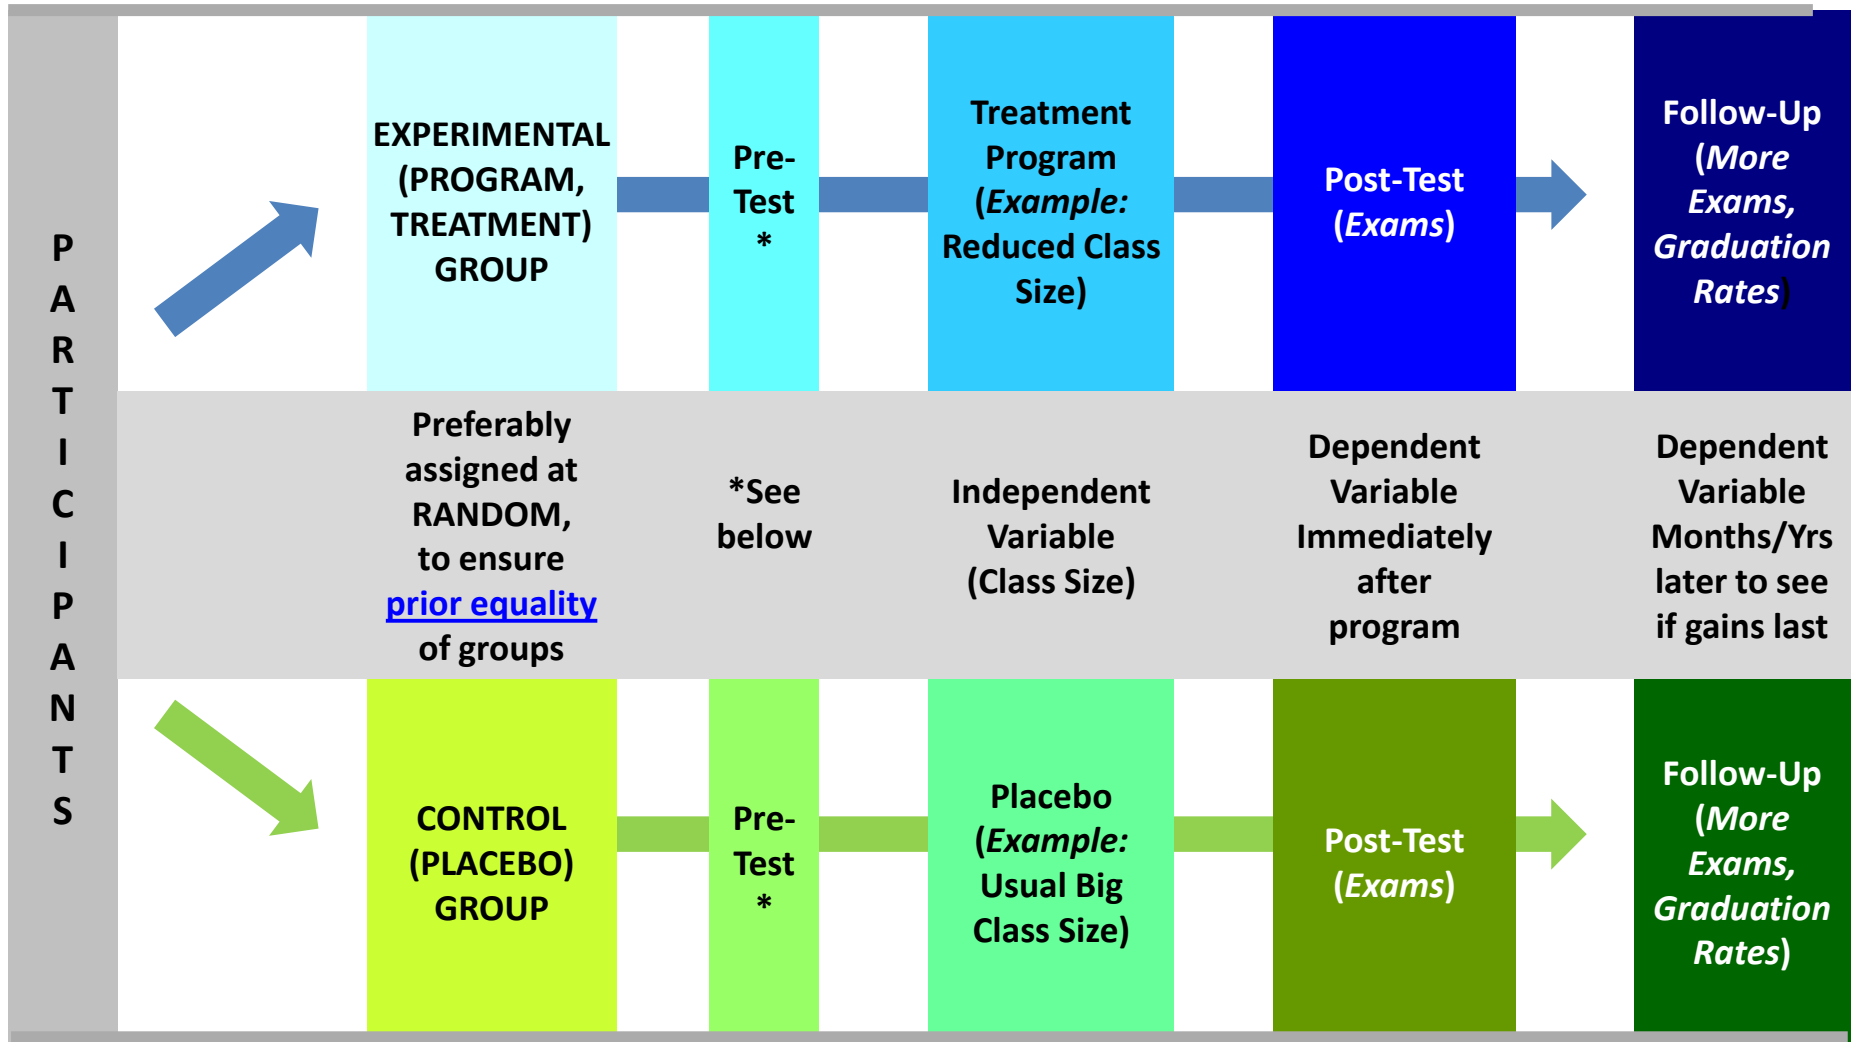 P
A
R
T
I
C
I
P
A
N
T
S
EXPERIMENTAL
(PROGRAM,
TREATMENT)
GROUP
Pre-
Test
*
Treatment
Program
(Example:
Reduced Class
Size)
Post-Test
(Exams)
Follow-Up
(More
Exams,
Graduation
Rates)
Preferably
assigned at
RANDOM,
to ensure
prior equality
of groups
*See
below
Independent
Variable
(Class Size)
Dependent
Variable
Immediately
after
program
Dependent
Variable
Months/Yrs
later to see
if gains last
CONTROL
(PLACEBO)
GROUP
Pre-
Test
*
Placebo
(Example:
Usual Big
Class Size)
Post-Test
(Exams)
Follow-Up
(More
Exams,
Graduation
Rates)